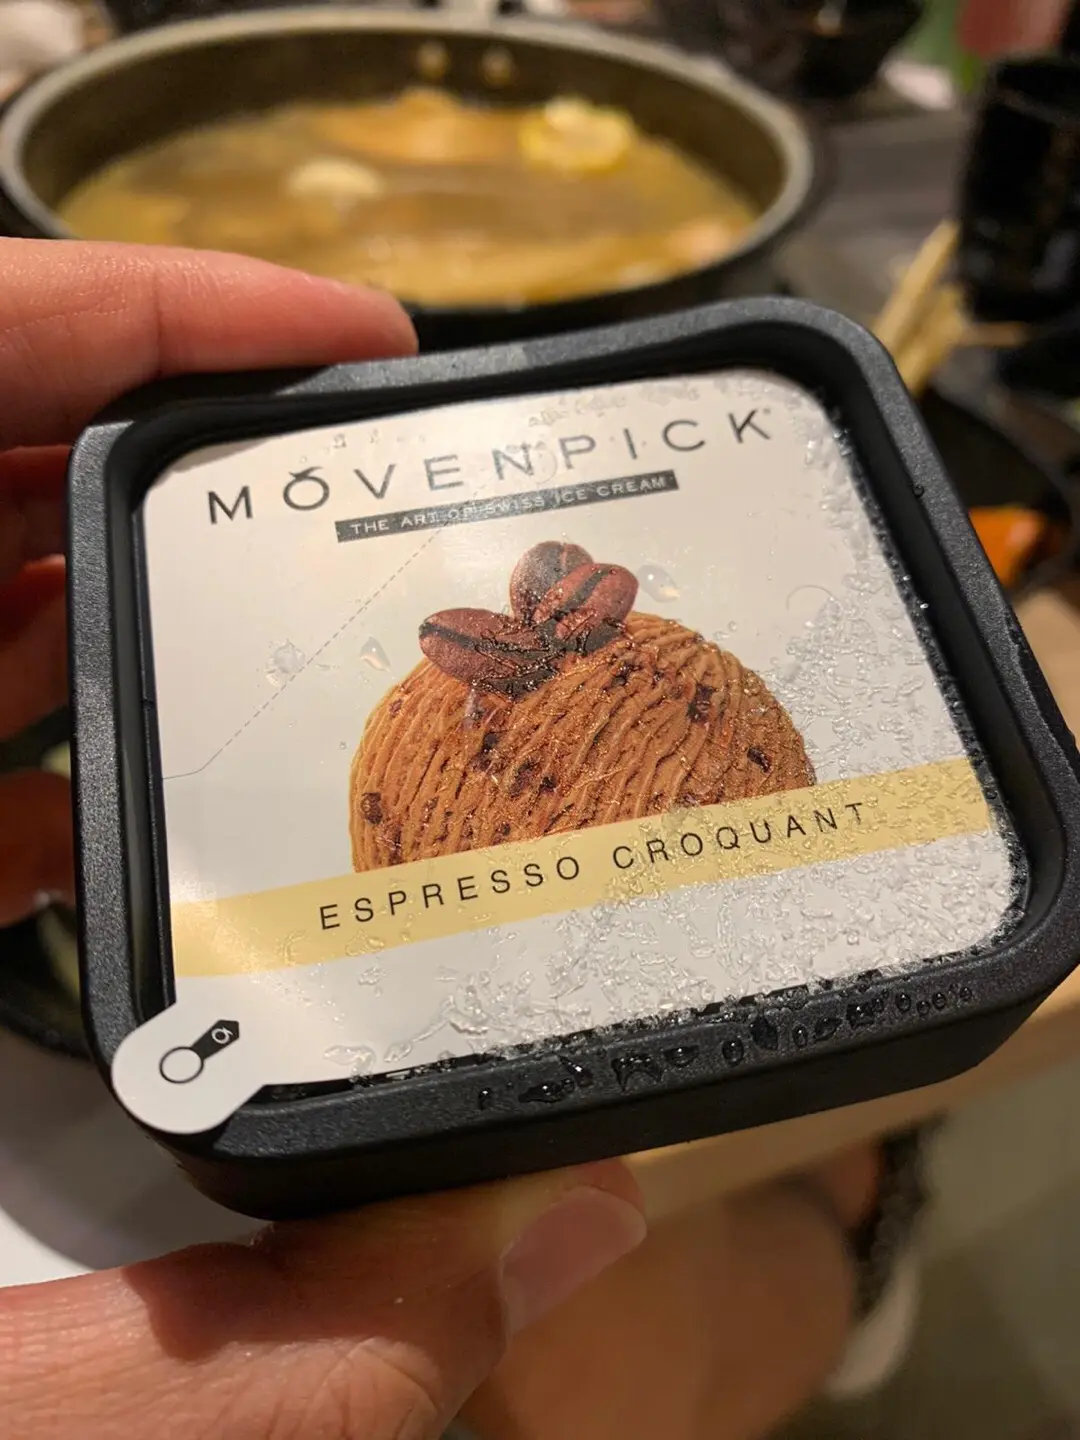 MÖVENPICK
THE ART OF SWISS ICE CREAM
ESPRESSO CROQUANT